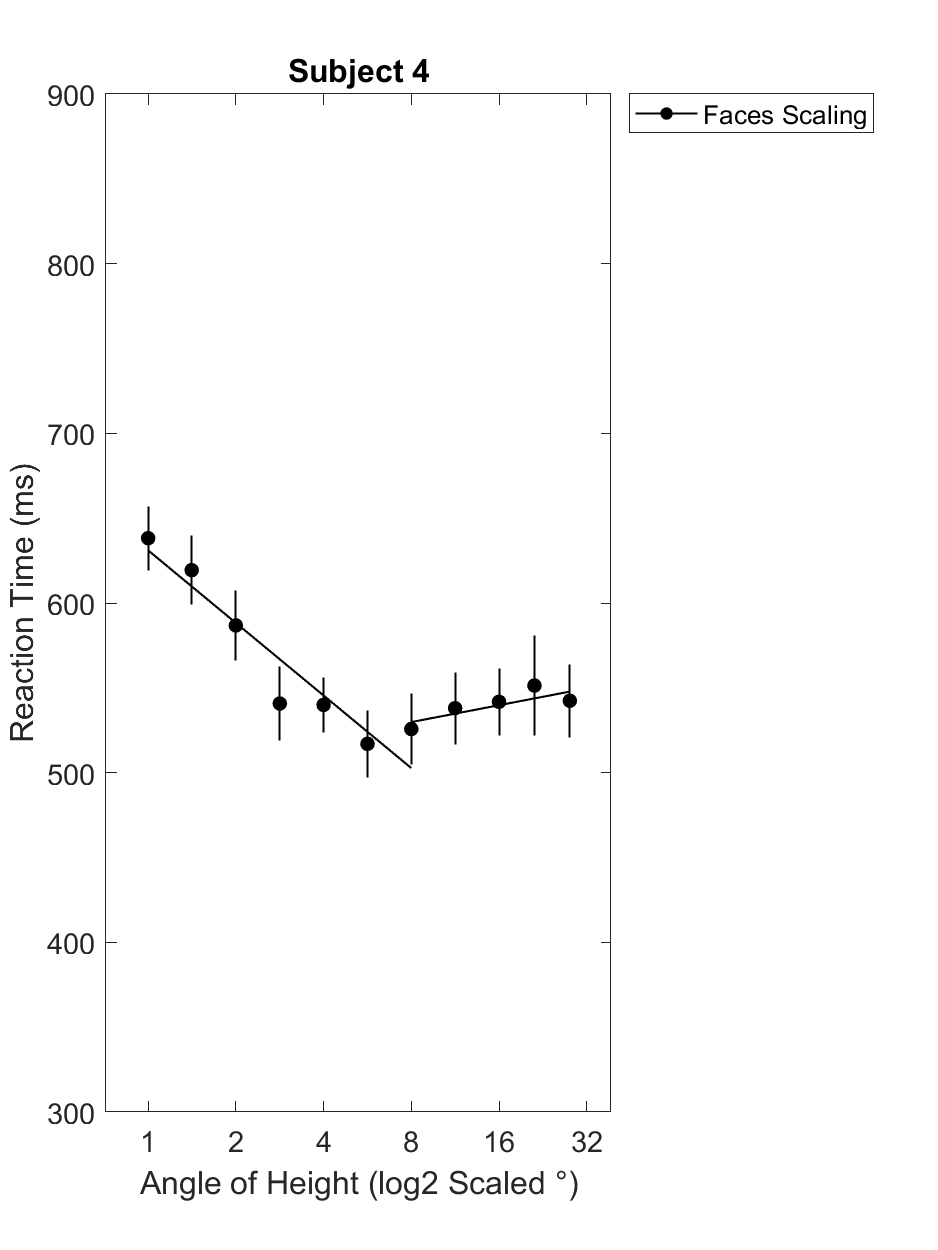 Subject 4
Faces Scaling
900
800
700
600
500
400
300
Reaction Time (ms)
1 2 4 8 16 32
Angle of Height (log2 Scaled °)